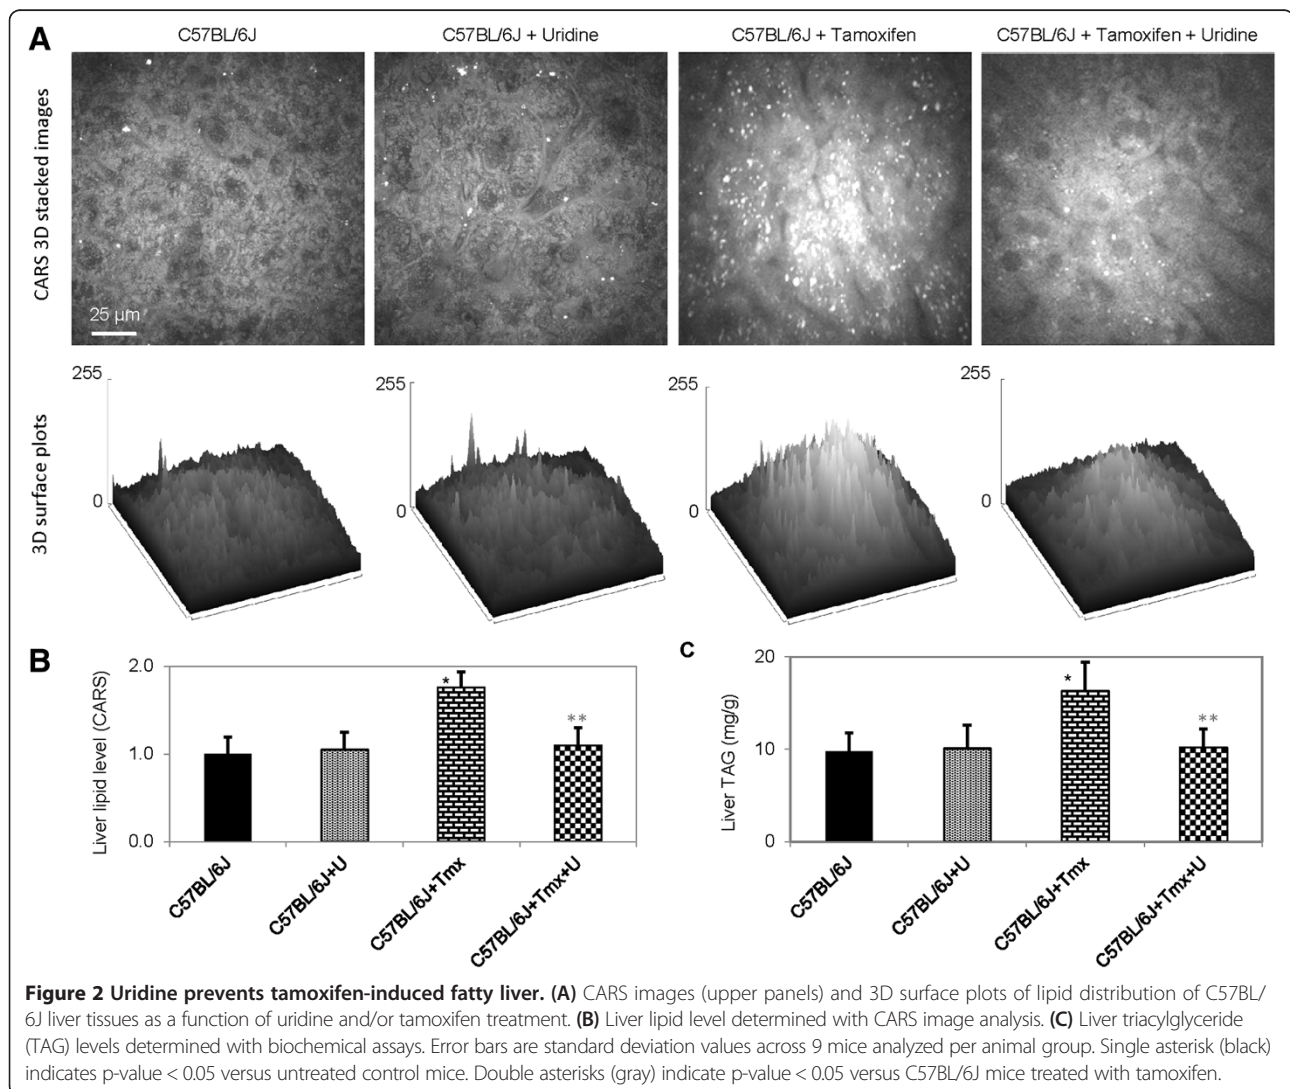 A
C57BL/6J
C57BL/6J + Uridine
C57BL/6J + Tamoxifen
C57BL/6J + Tamoxifen + Uridine
CARS 3D stacked images
25 µm
3D surface plots
255
0
255
0
255
0
255
0
B
Liver lipid level (CARS)
2.0
1.0
0.0
*
**
C57BL/6J
C57BL/6J+U
C57BL/6J+Tmx
C57BL/6J+Tmx+U
C
Liver TAG (mg/g)
20
10
0
*
**
C57BL/6J
C57BL/6J+U
C57BL/6J+Tmx
C57BL/6J+Tmx+U
Figure 2 Uridine prevents tamoxifen-induced fatty liver. (A) CARS images (upper panels) and 3D surface plots of lipid distribution of C57BL/
6J liver tissues as a function of uridine and/or tamoxifen treatment. (B) Liver lipid level determined with CARS image analysis. (C) Liver triacylglyceride
(TAG) levels determined with biochemical assays. Error bars are standard deviation values across 9 mice analyzed per animal group. Single asterisk (black)
indicates p-value < 0.05 versus untreated control mice. Double asterisks (gray) indicate p-value < 0.05 versus C57BL/6J mice treated with tamoxifen.